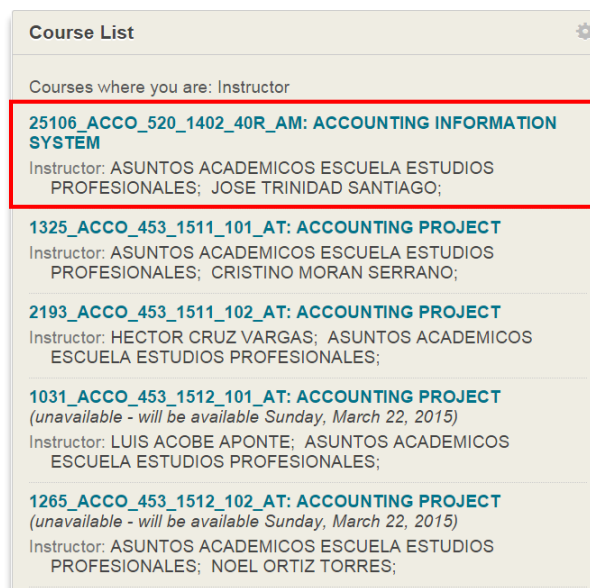 Course List
Courses where you are: Instructor
25106_ACCO_520_1402_40R_AM: ACCOUNTING INFORMATION
SYSTEM
Instructor: ASUNTOS ACADEMICOS ESCUELA ESTUDIOS
PROFESIONALES; JOSE TRINIDAD SANTIAGO;
1325_ACCO_453_1511_101_AT: ACCOUNTING PROJECT
Instructor: ASUNTOS ACADEMICOS ESCUELA ESTUDIOS
PROFESIONALES; CRISTINO MORAN SERRANO;
2193_ACCO_453_1511_102_AT: ACCOUNTING PROJECT
Instructor: HECTOR CRUZ VARGAS; ASUNTOS ACADEMICOS
ESCUELA ESTUDIOS PROFESIONALES;
1031_ACCO_453_1512_101_AT: ACCOUNTING PROJECT
(unavailable - will be available Sunday, March 22, 2015)
Instructor: LUIS ACOBE APONTE; ASUNTOS ACADEMICOS
ESCUELA ESTUDIOS PROFESIONALES;
1265_ACCO_453_1512_102_AT: ACCOUNTING PROJECT
(unavailable - will be available Sunday, March 22, 2015)
Instructor: ASUNTOS ACADEMICOS ESCUELA ESTUDIOS
PROFESIONALES; NOEL ORTIZ TORRES;